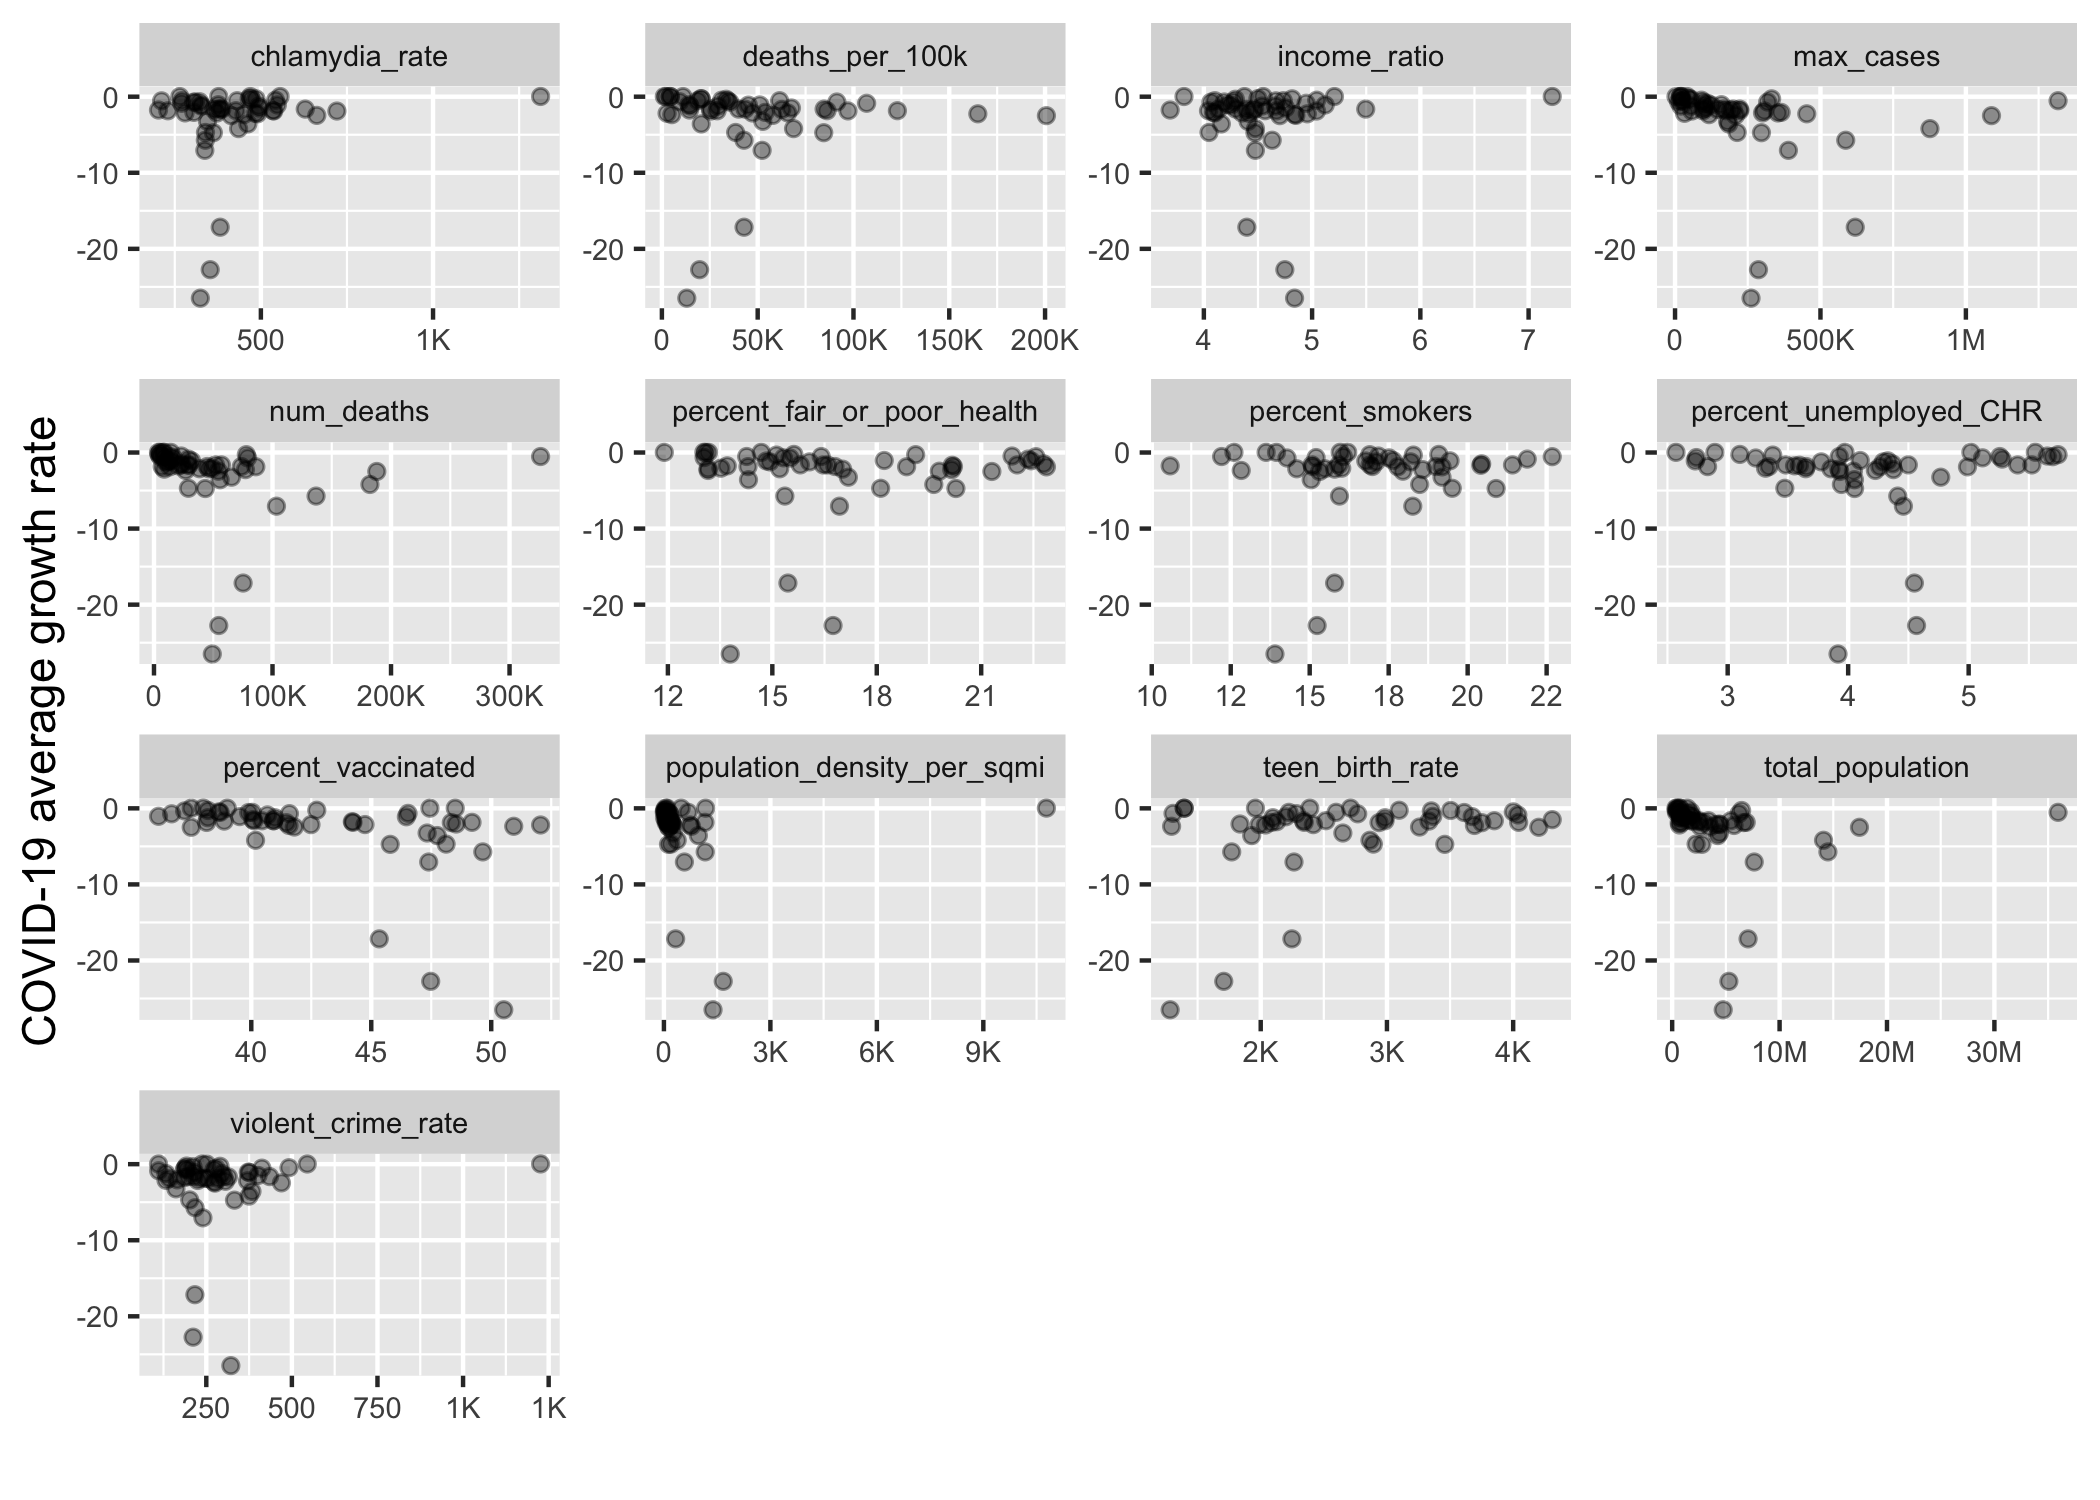 COVID-19 average growth rate
chlamydia_rate
0
-10
-20
500 1K
deaths_per_100k
0
-10
-20
0 50K 100K 150K 200K
income_ratio
0
-10
-20
4 5 6 7
max_cases
0
-10
-20
0 500K 1M
num_deaths
0
-10
-20
0 100K 200K 300K
percent_fair_or_poor_health
0
-10
-20
12 15 18 21
percent_smokers
0
-10
-20
10 12 15 18 20 22
percent_unemployed_CHR
0
-10
-20
3 4 5
percent_vaccinated
0
-10
-20
40 45 50
population_density_per_sqmi
0
-10
-20
0 3K 6K 9K
teen_birth_rate
0
-10
-20
2K 3K 4K
total_population
0
-10
-20
0 10M 20M 30M
violent_crime_rate
0
-10
-20
250 500 750 1K 1K